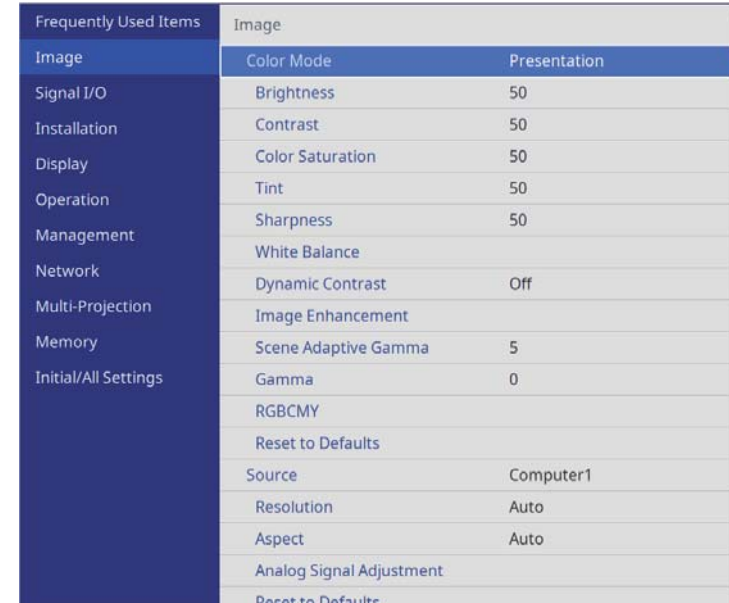 Frequently Used Items
Image
Signal I/O
Installation
Display
Operation
Management
Network
Multi-Projection
Memory
Initial/All Settings
Image
Color Mode Presentation
Brightness 50
Contrast 50
Color Saturation 50
Tint 50
Sharpness 50
White Balance
Dynamic Contrast Off
Image Enhancement
Scene Adaptive Gamma 5
Gamma 0
RGBCMY
Reset to Defaults
Source Computer1
Resolution Auto
Aspect Auto
Analog Signal Adjustment
Reset to Defaults